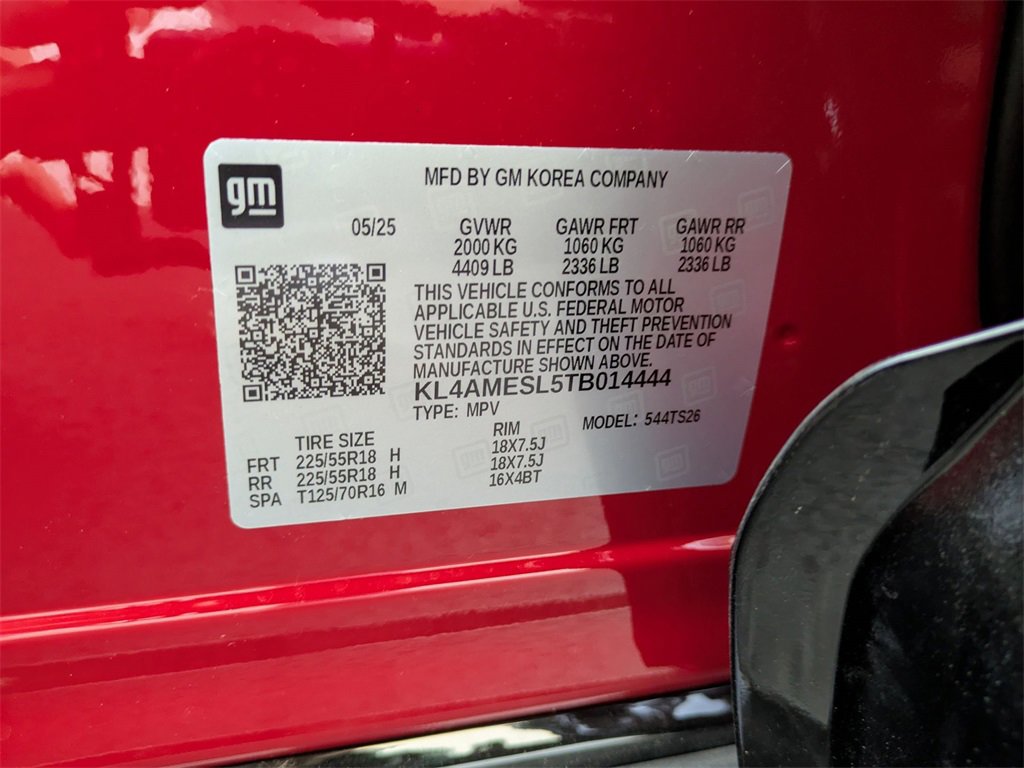 gm
MFD BY GM KOREA COMPANY
05/25 GVWR GAWR FRT GAWR RR
2000 KG 1060 KG 1060 KG
4409 LB 2336 LB 2336 LB
THIS VEHICLE CONFORMS TO ALL
APPLICABLE U.S. FEDERAL MOTOR
VEHICLE SAFETY AND THEFT PREVENTION
STANDARDS IN EFFECT ON THE DATE OF
MANUFACTURE SHOWN ABOVE.
KL4AMESL5TB014444
TYPE: MPV MODEL: 544TS26
TIRE SIZE RIM
FRT 225/55R18 H 18X7.5J
RR 225/55R18 H 18X7.5J
SPA T125/70R16 M 16X4BT